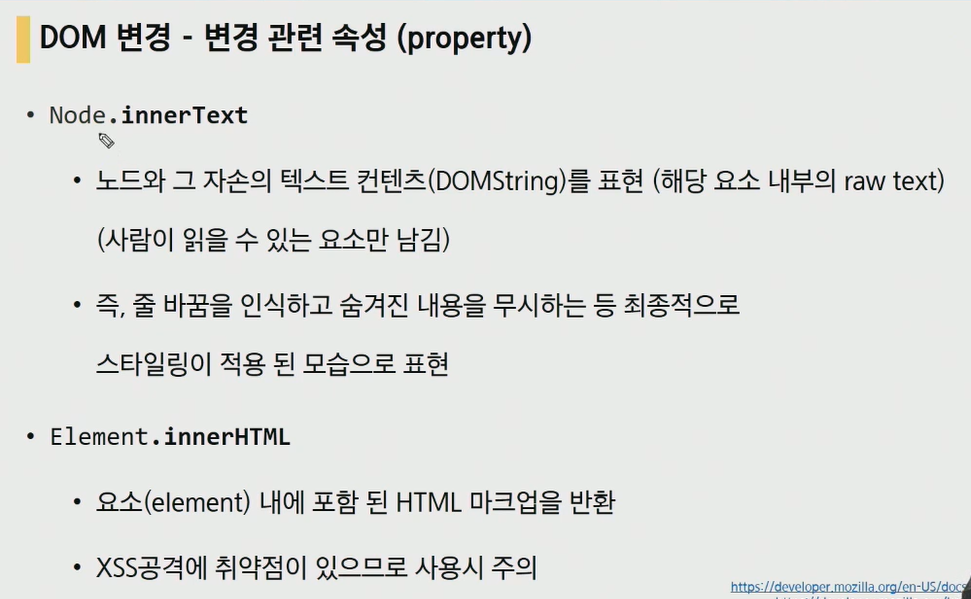 DOM 변경 - 변경 관련 속성 (property)
• Node.innerText
• 노드와 그 자손의 텍스트 컨텐츠(DOMString)를 표현 (해당 요소 내부의 raw text)
(사람이 읽을 수 있는 요소만 남김)
• 즉, 줄 바꿈을 인식하고 숨겨진 내용을 무시하는 등 최종적으로
스타일링이 적용 된 모습으로 표현
• Element.innerHTML
• 요소(element) 내에 포함 된 HTML 마크업을 반환
• XSS공격에 취약점이 있으므로 사용시 주의
https://developer.mozilla.org/en-US/docs